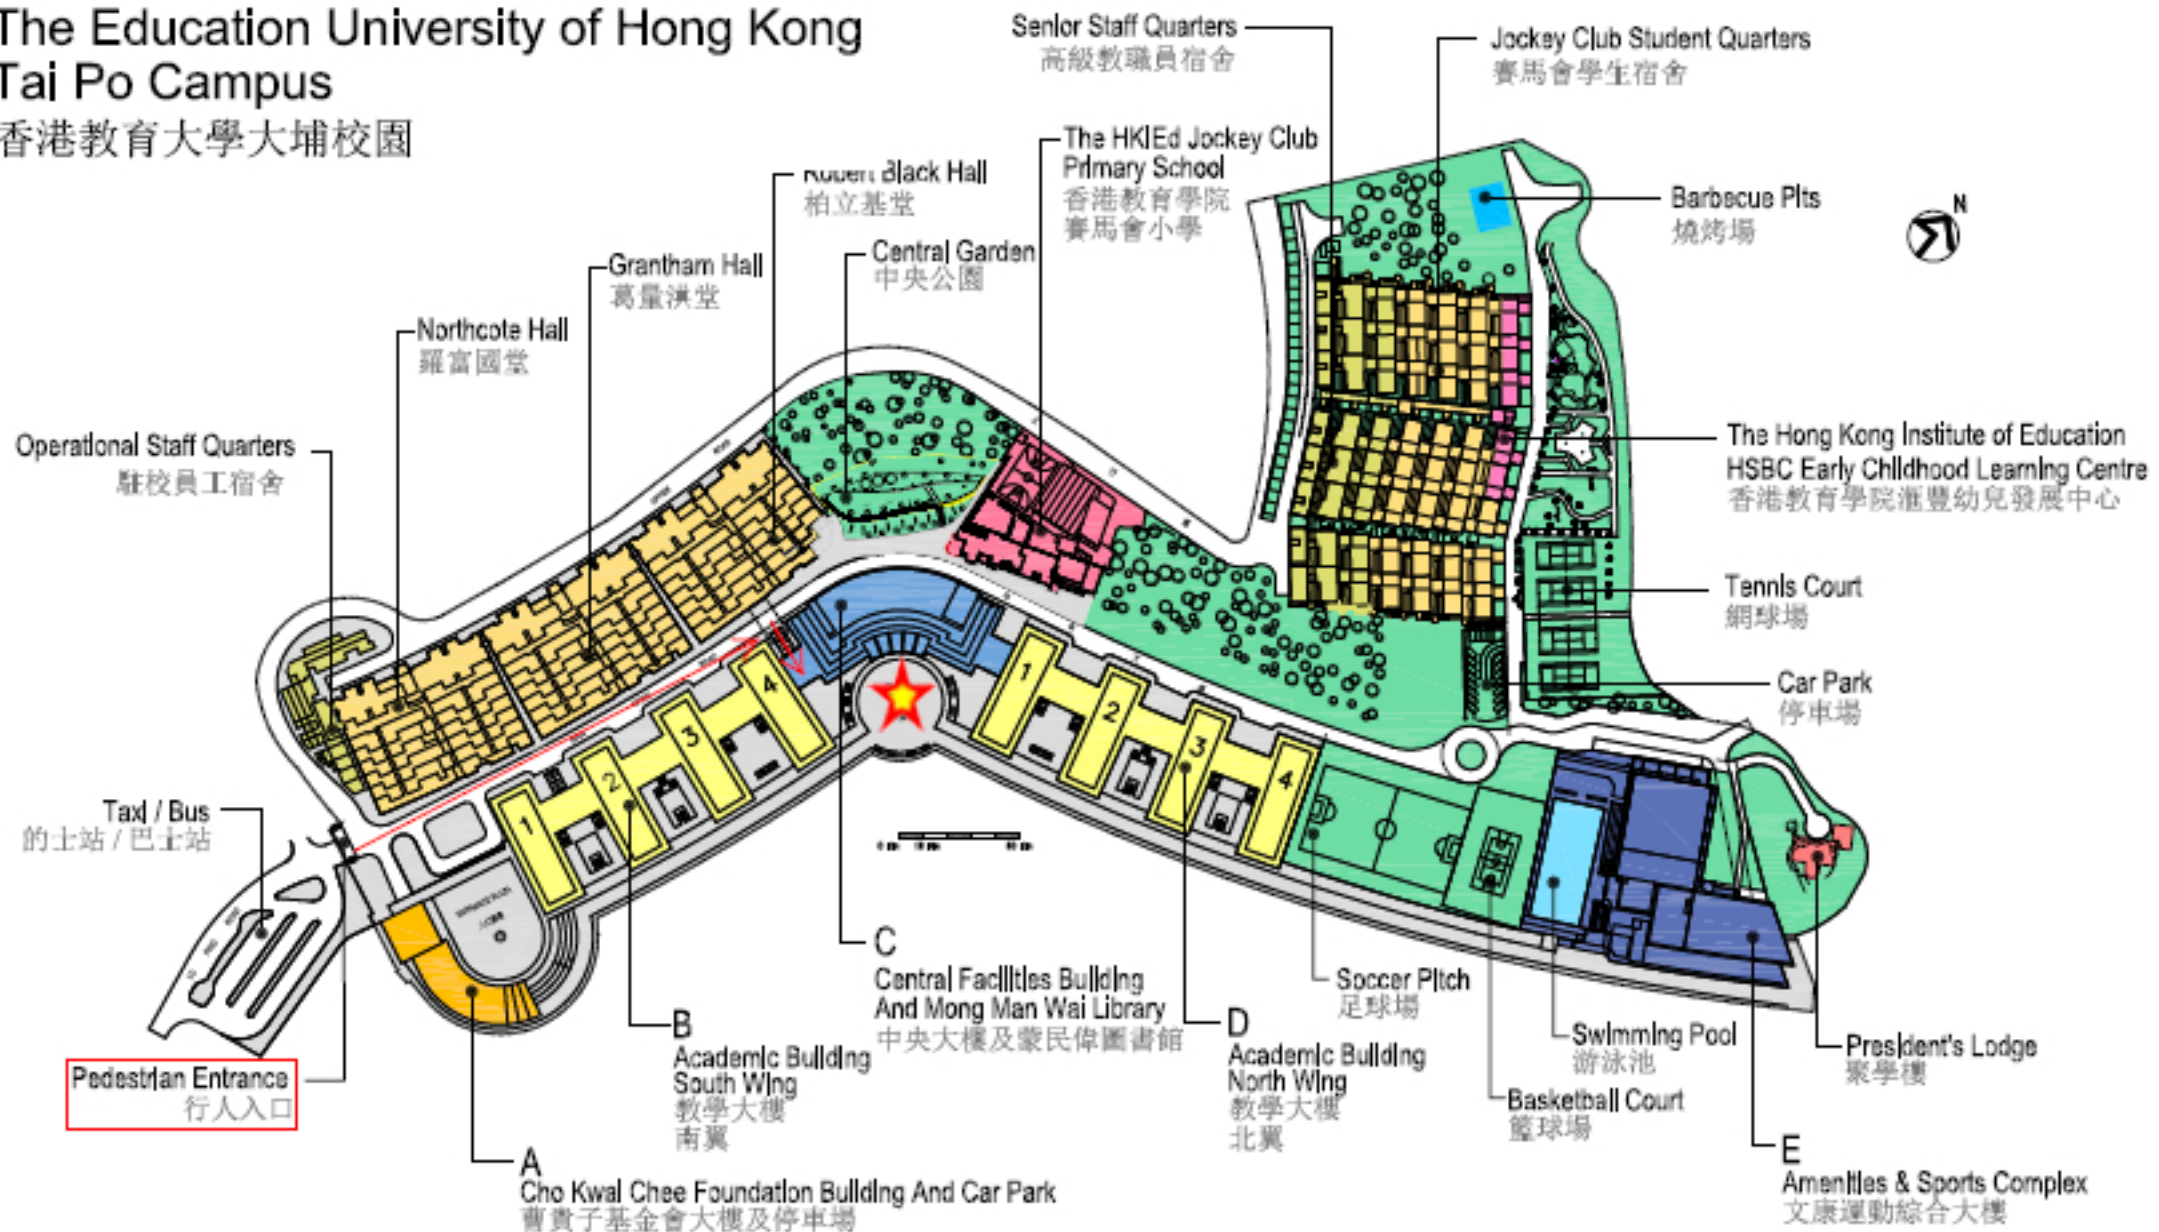 The Education University of Hong Kong
Tai Po Campus
香港教育大學大埔校園
Senior Staff Quarters
高級教職員宿舍
Jockey Club Student Quarters
賽馬會學生宿舍
The HKIEd Jockey Club
Primary School
香港教育學院
賽馬會小學
Robert Black Hall
柏立基堂
Barbecue Pits
燒烤場
N
Central Garden
中央公園
Grantham Hall
葛量洪堂
Northcote Hall
羅富國堂
Operational Staff Quarters
駐校員工宿舍
The Hong Kong Institute of Education
HSBC Early Childhood Learning Centre
香港教育學院滙豐幼兒發展中心
Tennis Court
網球場
Car Park
停車場
Taxi / Bus
的士站 / 巴士站
1
2
3
4
1
2
3
4
Pedestrian Entrance
行人入口
A
Cho Kwai Chee Foundation Building And Car Park
曹貴子基金會大樓及停車場
B
Academic Building
South Wing
教學大樓
南翼
C
Central Facilities Building
And Mong Man Wai Library
中央大樓及蒙民偉圖書館
D
Academic Building
North Wing
教學大樓
北翼
Soccer Pitch
足球場
Swimming Pool
游泳池
Basketball Court
籃球場
President's Lodge
聚學樓
E
Amenities & Sports Complex
文康運動綜合大樓